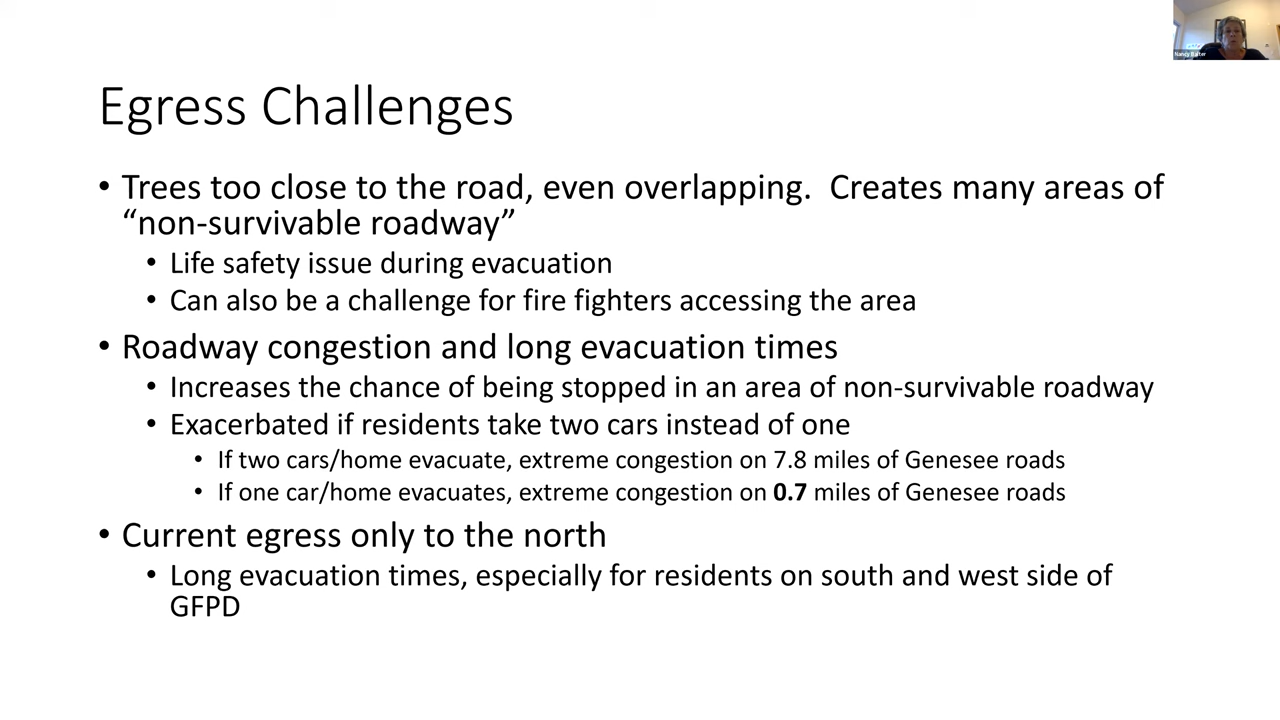 Nancy Balter
Egress Challenges
• Trees too close to the road, even overlapping.  Creates many areas of
“non-survivable roadway”
• Life safety issue during evacuation
• Can also be a challenge for fire fighters accessing the area
• Roadway congestion and long evacuation times
• Increases the chance of being stopped in an area of non-survivable roadway
• Exacerbated if residents take two cars instead of one
• If two cars/home evacuate, extreme congestion on 7.8 miles of Genesee roads
• If one car/home evacuates, extreme congestion on 0.7 miles of Genesee roads
• Current egress only to the north
• Long evacuation times, especially for residents on south and west side of
GFPD